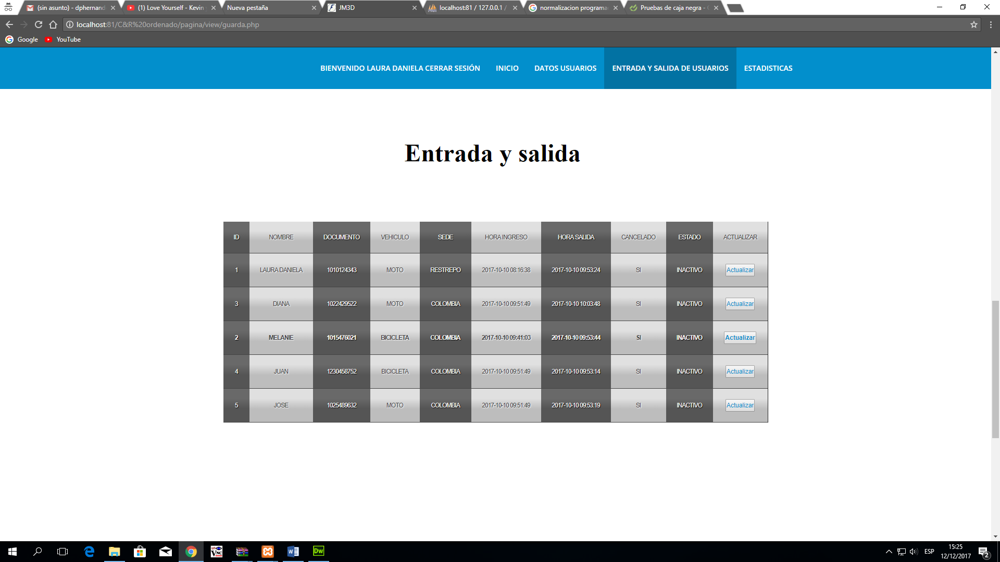 (sin asunto) - dphernand
(1) Love Yourself - Kevin
Nueva pestaña
JM3D
localhost:81 / 127.0.0.1 /
normalizacion programa
Pruebas de caja negra -
localhost:81/C&R%20ordenado/pagina/view/guarda.php
Google YouTube
BIENVENIDO LAURA DANIELA CERRAR SESIÓN INICIO DATOS USUARIOS ENTRADA Y SALIDA DE USUARIOS ESTADISTICAS
Entrada y salida
ID NOMBRE DOCUMENTO VEHICULO SEDE HORA INGRESO HORA SALIDA CANCELADO ESTADO ACTUALIZAR
1 LAURA DANIELA 1010124343 MOTO RESTREPO 2017-10-10 08:16:38 2017-10-10 09:53:24 SI INACTIVO Actualizar
3 DIANA 1022429522 MOTO COLOMBIA 2017-10-10 09:51:49 2017-10-10 10:03:48 SI INACTIVO Actualizar
2 MELANIE 1015476021 BICICLETA COLOMBIA 2017-10-10 09:41:03 2017-10-10 09:53:44 SI INACTIVO Actualizar
4 JUAN 1230458752 BICICLETA COLOMBIA 2017-10-10 09:51:49 2017-10-10 09:53:14 SI INACTIVO Actualizar
5 JOSE 1025489632 MOTO COLOMBIA 2017-10-10 09:51:49 2017-10-10 09:53:19 SI INACTIVO Actualizar
VNC
W
Dw
ESP
15:25
12/12/2017
2